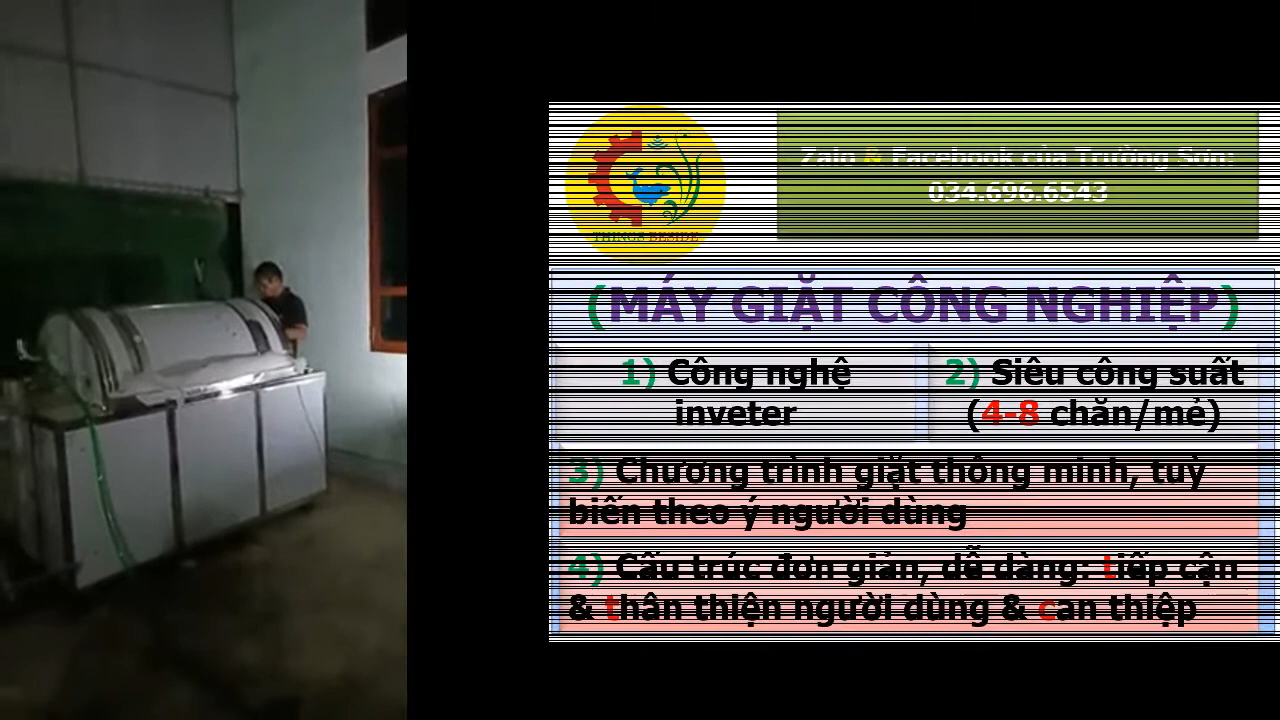 THINGS BESIDE
Zalo & Facebook của Trường Sơn:
034.696.6543
(MÁY GIẶT CÔNG NGHIỆP)
1) Công nghệ
inveter
2) Siêu công suất
(4-8 chăn/mẻ)
3) Chương trình giặt thông minh, tuỳ
biến theo ý người dùng
4) Cấu trúc đơn giản, dễ dàng: tiếp cận
& thân thiện người dùng & can thiệp